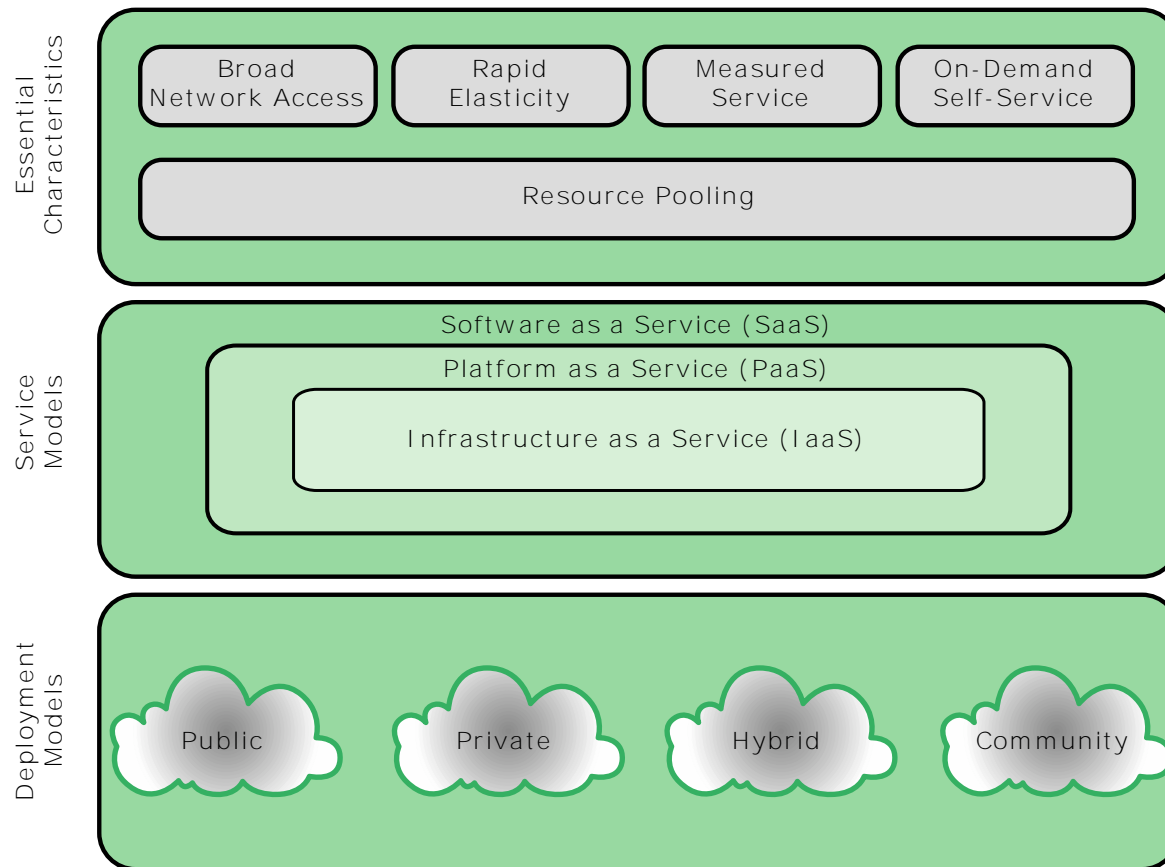 Essential
Characteristics
Broad
Network Access
Rapid
Elasticity
Measured
Service
On-Demand
Self-Service
Resource Pooling
Service
Models
Software as a Service (SaaS)
Platform as a Service (PaaS)
Infrastructure as a Service (IaaS)
Deployment
Models
Public
Private
Hybrid
Community